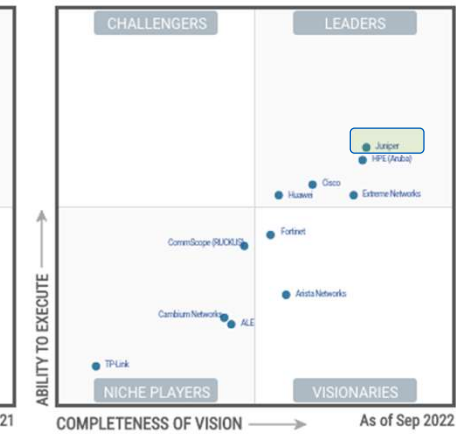 CHALLENGERS
LEADERS
Juniper
HPE (Aruba)
Cisco
Huawei
Extreme Networks
Fortinet
CommScope (RUCKUS)
Arista Networks
Cambium Networks
ALE
TP-Link
NICHE PLAYERS
VISIONARIES
ABILITY TO EXECUTE
21
COMPLETENESS OF VISION
As of Sep 2022